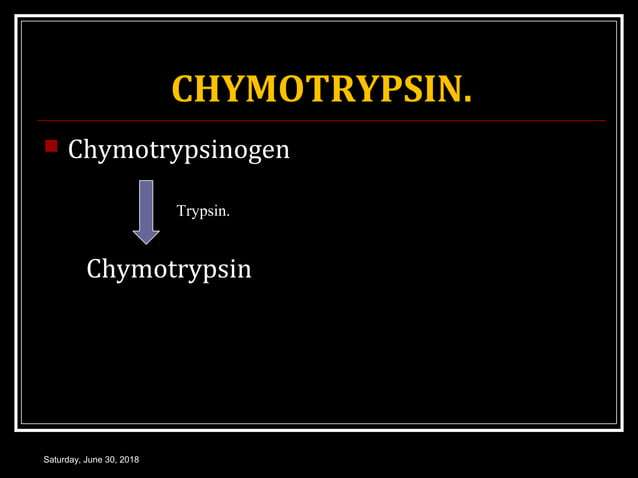 CHYMOTRYPSIN.
Chymotrypsinogen
Trypsin.
Chymotrypsin
Saturday, June 30, 2018